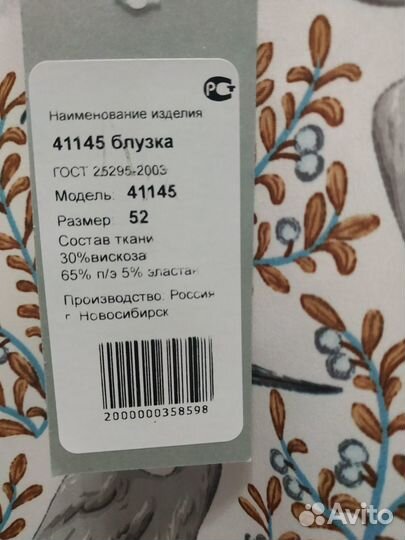 РСТ
Наименование изделия
41145 блузка
ГОСТ 25295-2003
Модель: 41145
Размер: 52
Состав ткани
30%вискоза
65% п/э 5% эластан
Производство: Россия
г. Новосибирск
2000000358598
Avito